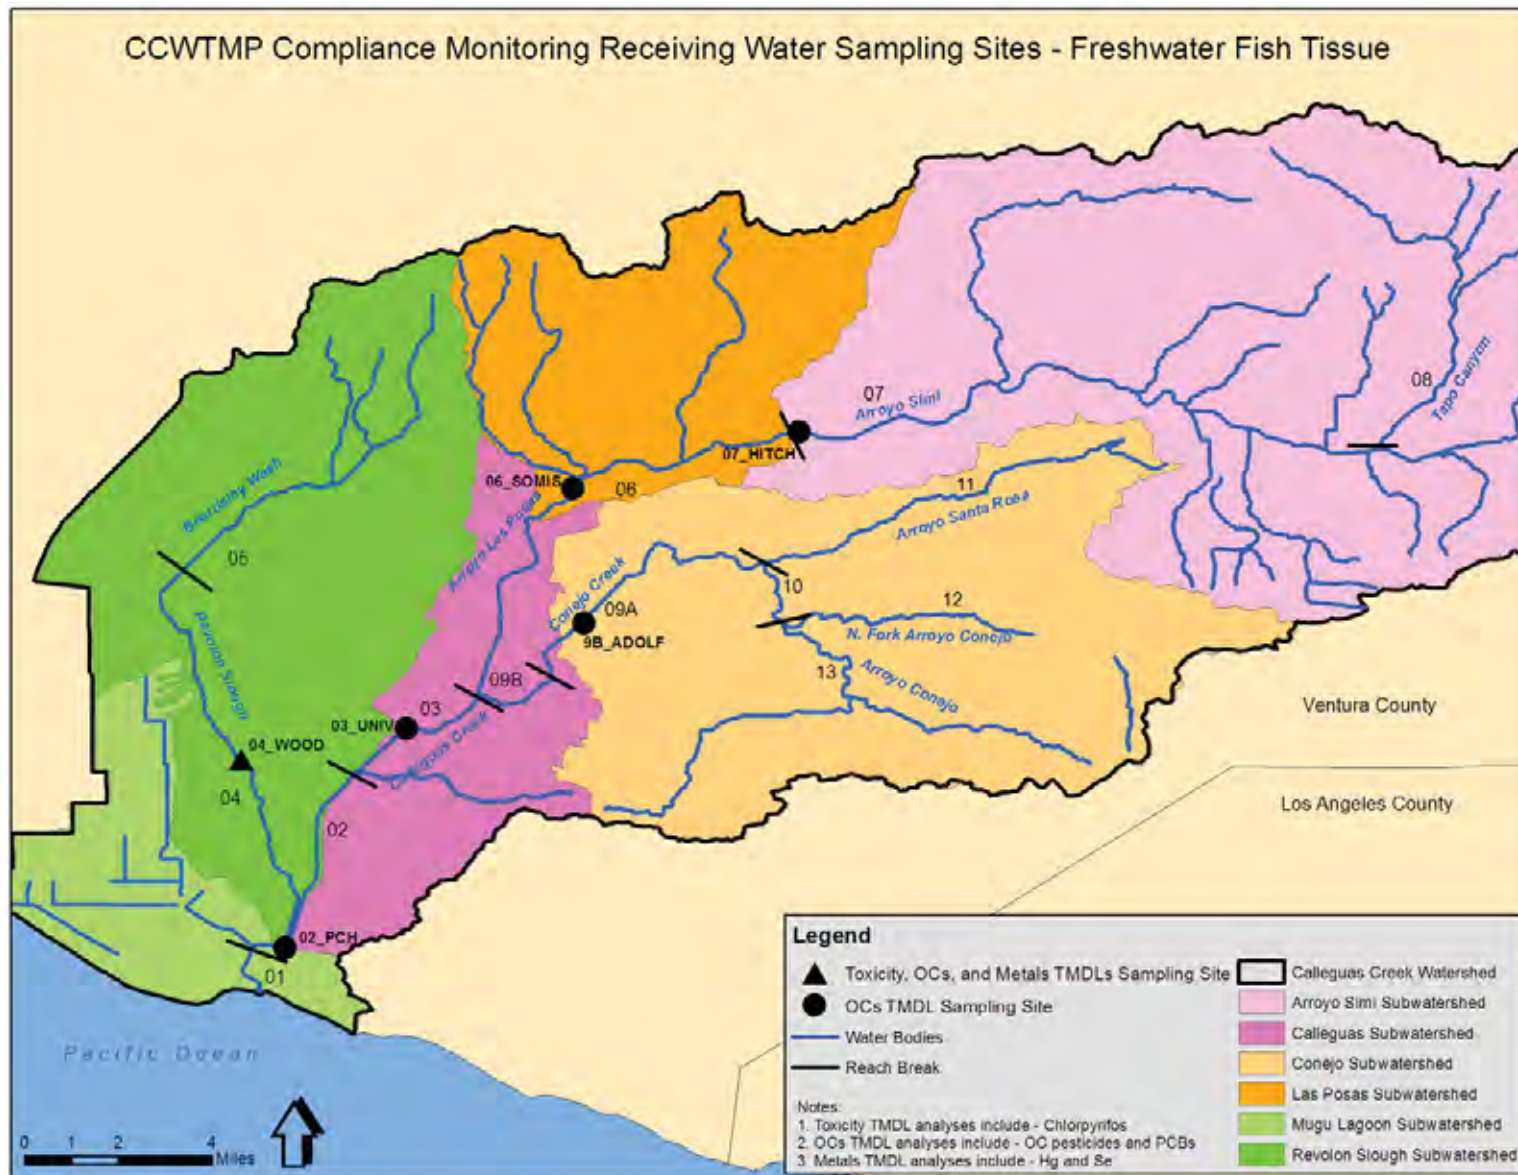 CCWTMP Compliance Monitoring Receiving Water Sampling Sites - Freshwater Fish Tissue
07
Arroyo Simi
08
Tapo Canyon
07_HITCH
06_SOMIS
06
Arroyo Las Posas
11
Arroyo Santa Rosa
Beardsley Wash
05
Conejo Creek
10
09A
9B_ADOLF
12
N. Fork Arroyo Conejo
Revolon Slough
13
Arroyo Conejo
09B
03
03_UNIV
Calleguas Creek
04_WOOD
04
02
Ventura County
Los Angeles County
02_PCH
01
Pacific Ocean
0 1 2 4
Miles
Legend
Toxicity, OCs, and Metals TMDLs Sampling Site
OCs TMDL Sampling Site
Water Bodies
Reach Break
Notes:
1. Toxicity TMDL analyses include - Chlorpyrifos
2. OCs TMDL analyses include - OC pesticides and PCBs
3. Metals TMDL analyses include - Hg and Se
Calleguas Creek Watershed
Arroyo Simi Subwatershed
Calleguas Subwatershed
Conejo Subwatershed
Las Posas Subwatershed
Mugu Lagoon Subwatershed
Revolon Slough Subwatershed